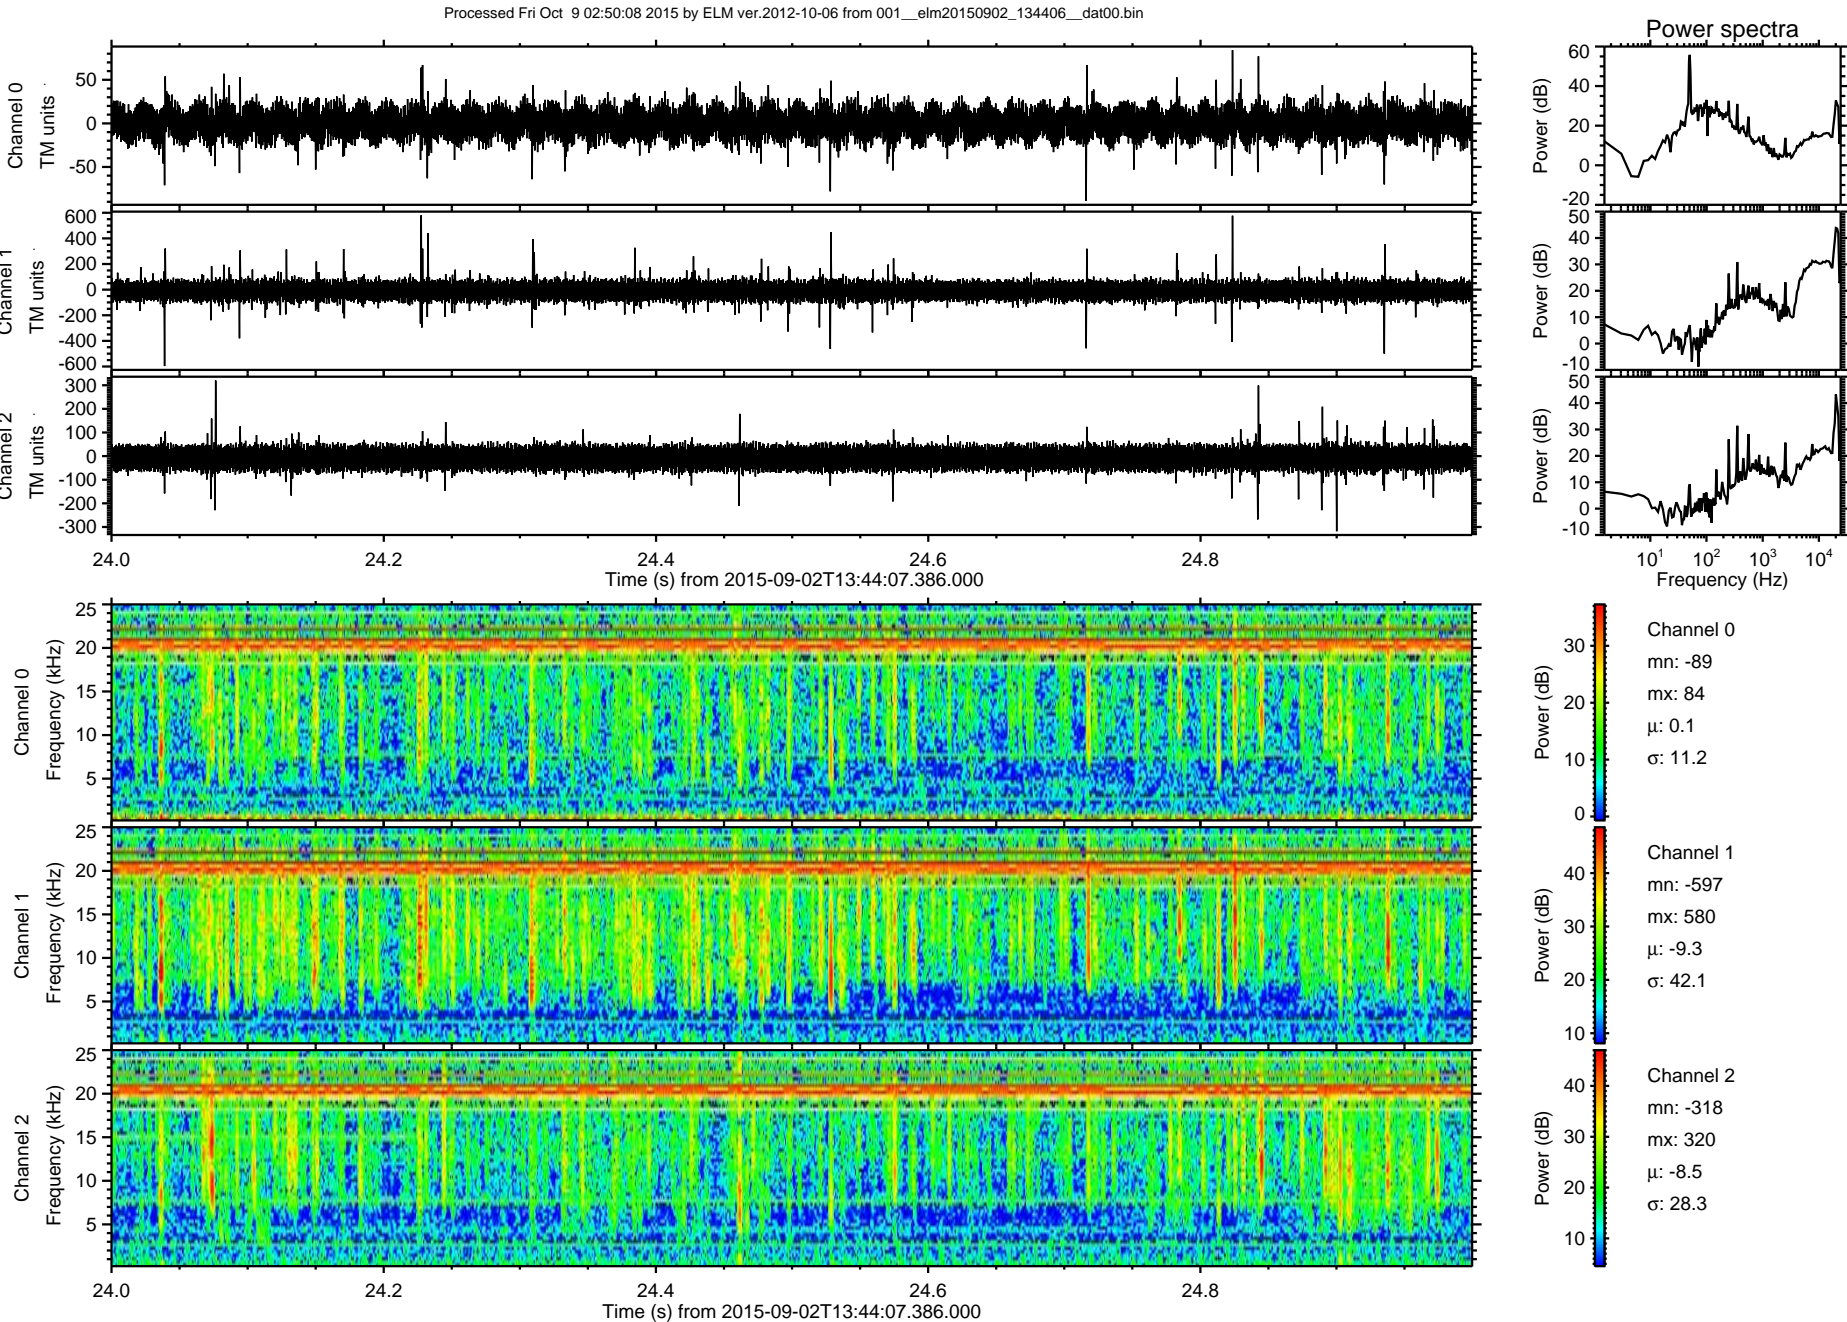 Processed Fri Oct  9 02:50:08 2015 by ELM ver.2012-10-06 from 001__elm20150902_134406__dat00.bin
Power spectra
Channel 0
TM units
50
0
-50
Power (dB)
60
40
20
0
-20
Channel 1
TM units
600
400
200
0
-200
-400
-600
Power (dB)
50
40
30
20
10
0
-10
Channel 2
TM units
300
200
100
0
-100
-200
-300
Power (dB)
50
40
30
20
10
0
-10
24.0 24.2 24.4 24.6 24.8
Time (s) from 2015-09-02T13:44:07.386.000
10¹ 10² 10³ 10⁴
Frequency (Hz)
Channel 0
Frequency (kHz)
25
20
15
10
5
Power (dB)
30
20
10
0
Channel 0
mn: -89
mx: 84
μ: 0.1
σ: 11.2
Channel 1
Frequency (kHz)
25
20
15
10
5
Power (dB)
40
30
20
10
Channel 1
mn: -597
mx: 580
μ: -9.3
σ: 42.1
Channel 2
Frequency (kHz)
25
20
15
10
5
Power (dB)
40
30
20
10
Channel 2
mn: -318
mx: 320
μ: -8.5
σ: 28.3
24.0 24.2 24.4 24.6 24.8
Time (s) from 2015-09-02T13:44:07.386.000